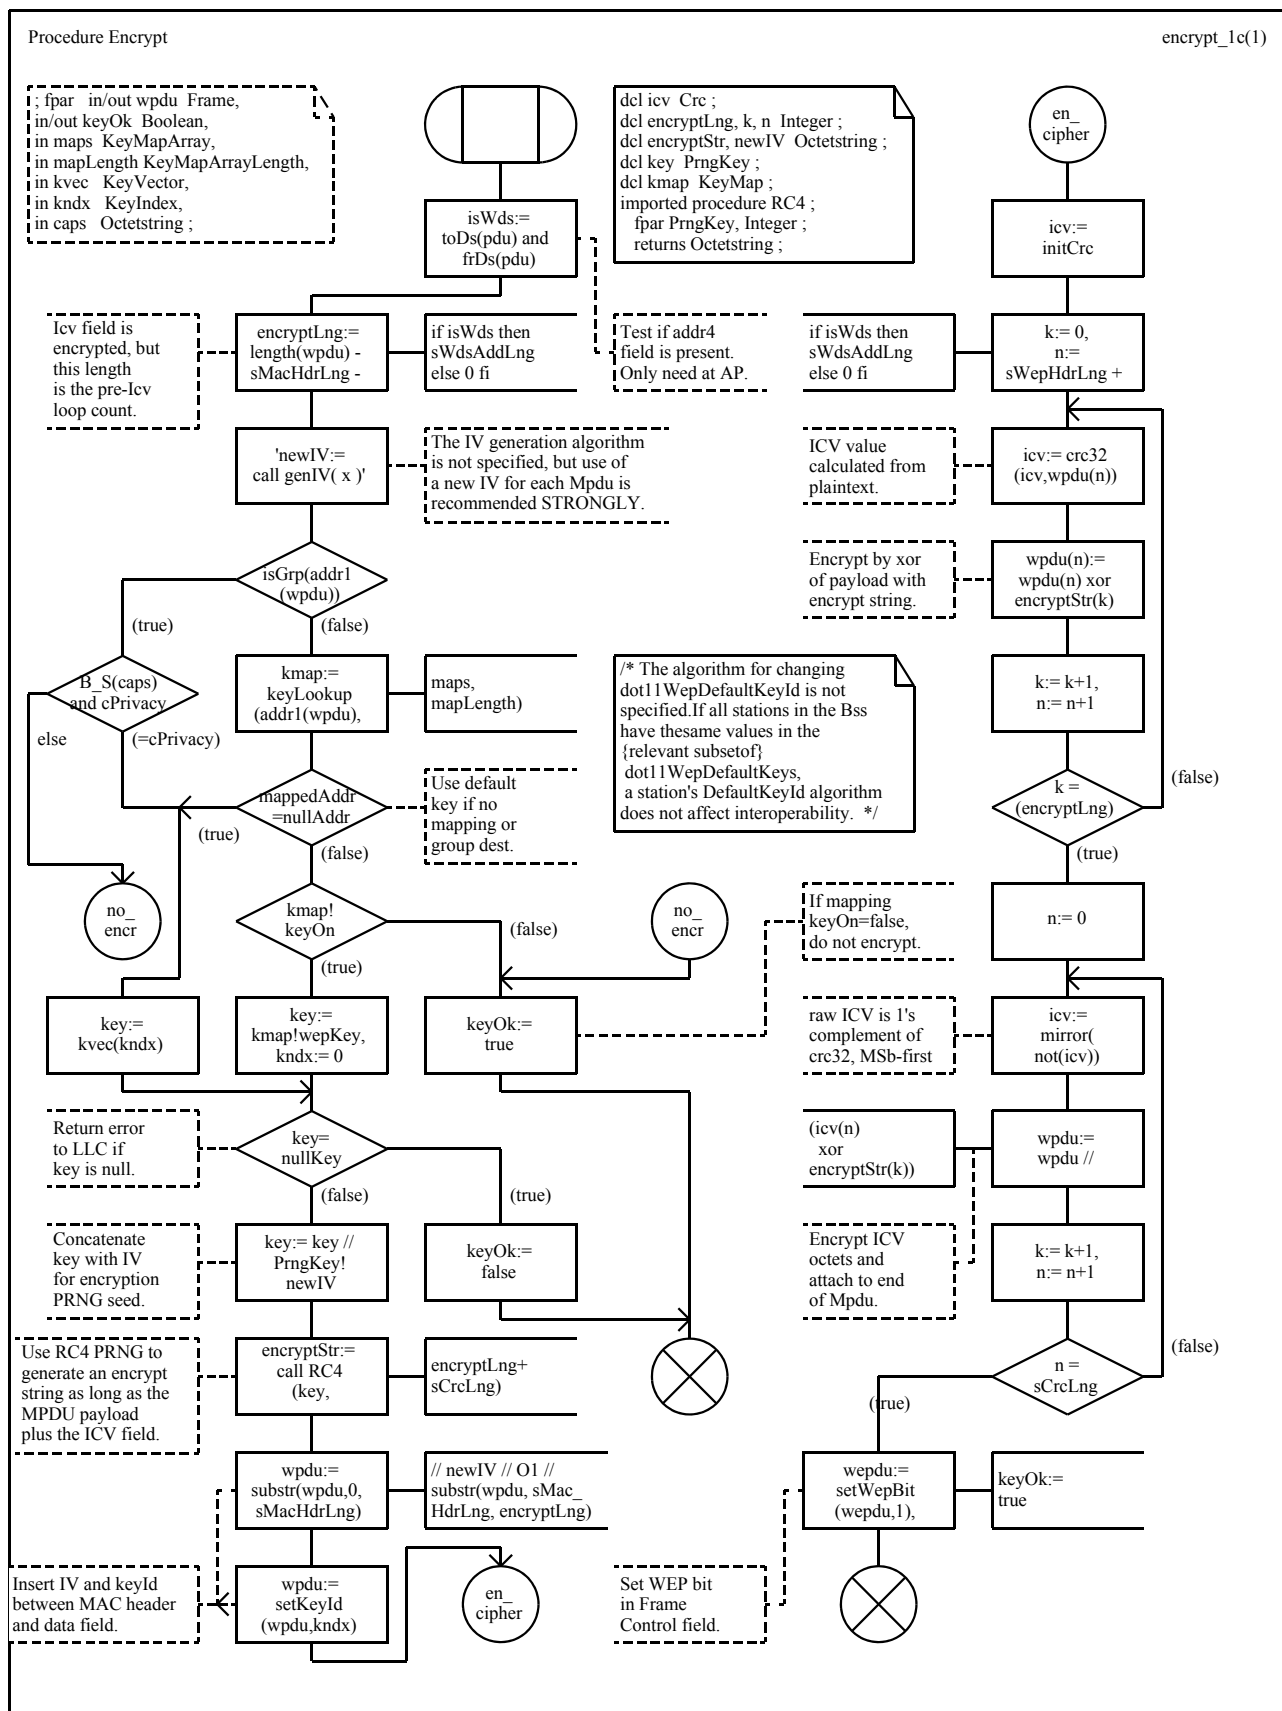 Procedure Encrypt
encrypt_1c(1)
; fpar in/out wpdu Frame,
in/out keyOk Boolean,
in maps KeyMapArray,
in mapLength KeyMapArrayLength,
in kvec KeyVector,
in kndx KeyIndex,
in caps Octetstring ;
dcl icv Crc ;
dcl encryptLng, k, n Integer ;
dcl encryptStr, newIV Octetstring ;
dcl key PrngKey ;
dcl kmap KeyMap ;
imported procedure RC4 ;
fpar PrngKey, Integer ;
returns Octetstring ;
en_
cipher
isWds:=
toDs(pdu) and
frDs(pdu)
icv:=
initCrc
Icv field is
encrypted, but
this length
is the pre-Icv
loop count.
encryptLng:=
length(wpdu) -
sMacHdrLng -
if isWds then
sWdsAddLng
else 0 fi
Test if addr4
field is present.
Only need at AP.
if isWds then
sWdsAddLng
else 0 fi
k:= 0,
n:=
sWepHdrLng +
'newIV:=
call genIV( x )'
The IV generation algorithm
is not specified, but use of
a new IV for each Mpdu is
recommended STRONGLY.
ICV value
calculated from
plaintext.
icv:= crc32
(icv,wpdu(n))
isGrp(addr1
(wpdu))
Encrypt by xor
of payload with
encrypt string.
wpdu(n):=
wpdu(n) xor
encryptStr(k)
(true)
(false)
B_S(caps)
and cPrivacy
kmap:=
keyLookup
(addr1(wpdu),
maps,
mapLength)
/* The algorithm for changing
dot11WepDefaultKeyId is not
specified.If all stations in the Bss
have thesame values in the
{relevant subsetof}
dot11WepDefaultKeys,
a station's DefaultKeyId algorithm
does not affect interoperability. */
k:= k+1,
n:= n+1
else
(=cPrivacy)
mappedAddr
=nullAddr
Use default
key if no
mapping or
group dest.
k =
(encryptLng)
(false)
(true)
(false)
(true)
no_
encr
kmap!
keyOn
(false)
no_
encr
If mapping
keyOn=false,
do not encrypt.
n:= 0
(true)
key:=
kvec(kndx)
key:=
kmap!wepKey,
kndx:= 0
keyOk:=
true
raw ICV is 1's
complement of
crc32, MSb-first
icv:=
mirror(
not(icv))
Return error
to LLC if
key is null.
key=
nullKey
(icv(n)
xor
encryptStr(k))
wpdu:=
wpdu //
(false)
(true)
Concatenate
key with IV
for encryption
PRNG seed.
key:= key //
PrngKey!
newIV
keyOk:=
false
Encrypt ICV
octets and
attach to end
of Mpdu.
k:= k+1,
n:= n+1
Use RC4 PRNG to
generate an encrypt
string as long as the
MPDU payload
plus the ICV field.
encryptStr:=
call RC4
(key,
encryptLng+
sCrcLng)
n =
sCrcLng
(false)
(true)
wpdu:=
substr(wpdu,0,
sMacHdrLng)
// newIV // O1 //
substr(wpdu, sMac_
HdrLng, encryptLng)
wepdu:=
setWepBit
(wepdu,1),
keyOk:=
true
Insert IV and keyId
between MAC header
and data field.
wpdu:=
setKeyId
(wpdu,kndx)
en_
cipher
Set WEP bit
in Frame
Control field.